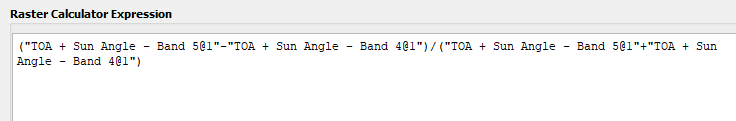 Raster Calculator Expression
("TOA + Sun Angle - Band 5@1"-"TOA + Sun Angle - Band 4@1")/("TOA + Sun Angle - Band 5@1"+"TOA + Sun
Angle - Band 4@1")